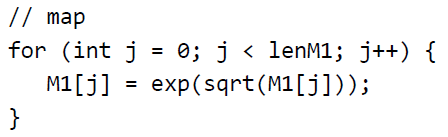 // map
for (int j = 0; j < lenM1; j++) {
   M1[j] = exp(sqrt(M1[j]));
}